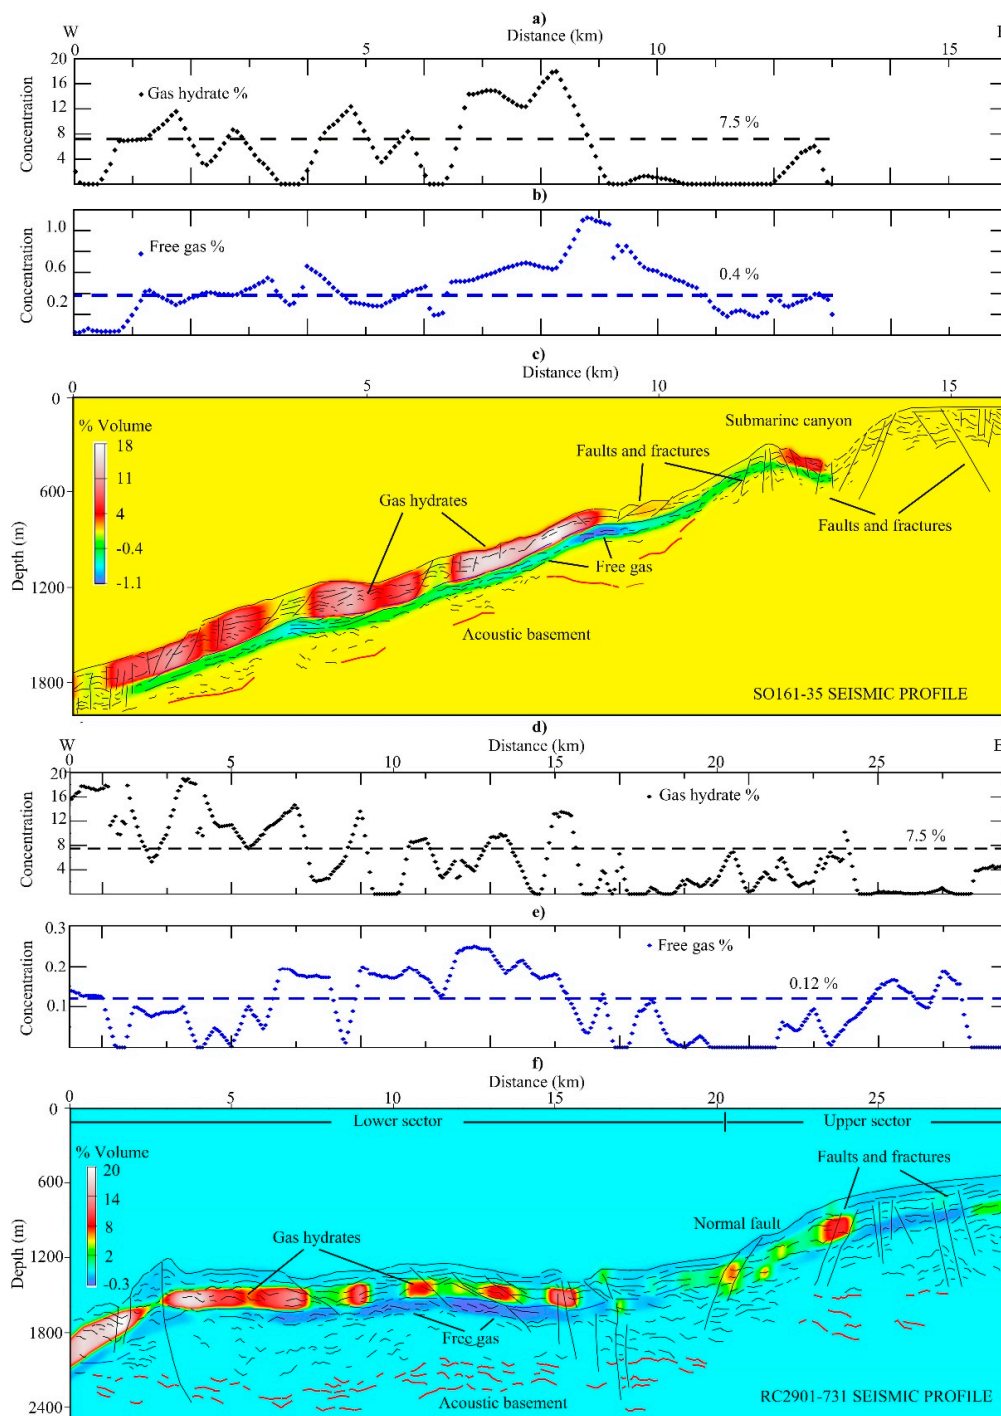 a)
W Distance (km) E
0 5 10 15
20
16
12
8
4
Concentration
Gas hydrate %
7.5 %
b)
1.0
0.6
0.2
Concentration
Free gas %
0.4 %
c)
Distance (km)
0 5 10 15
0
600
1200
1800
Depth (m)
% Volume
18
11
4
-0.4
-1.1
Submarine canyon
Faults and fractures
Gas hydrates
Faults and fractures
Free gas
Acoustic basement
SO161-35 SEISMIC PROFILE
d)
W Distance (km) E
0 5 10 15 20 25
20
16
12
8
4
Concentration
Gas hydrate %
7.5 %
e)
0.3
0.2
0.1
Concentration
Free gas %
0.12 %
f)
Distance (km)
0 5 10 15 20 25
0
600
1200
1800
2400
Depth (m)
Lower sector
Upper sector
% Volume
20
14
8
2
-0.3
Faults and fractures
Normal fault
Gas hydrates
Free gas
Acoustic basement
RC2901-731 SEISMIC PROFILE